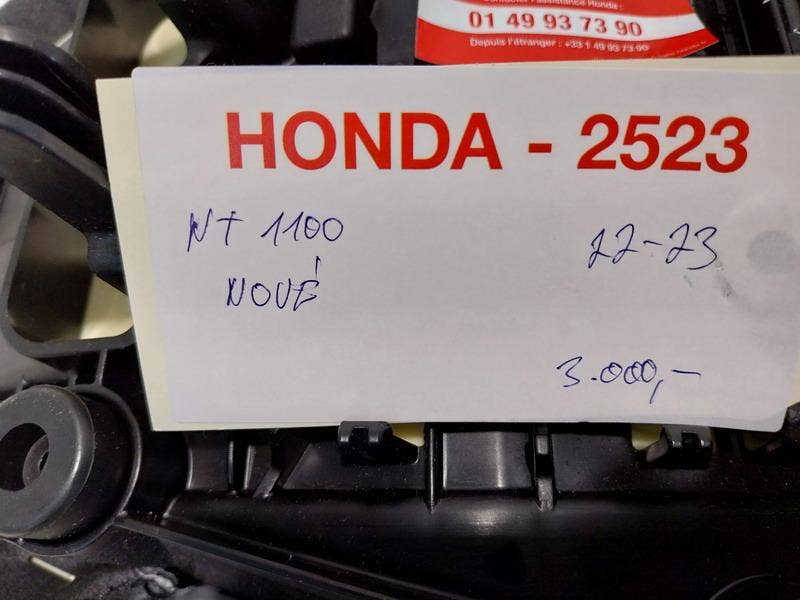 01 49 93 73 90
Depuis l'étranger : +33 1 49 93 73 90
HONDA - 2523
NT 1100
22-23
NOVÉ
3.000,-